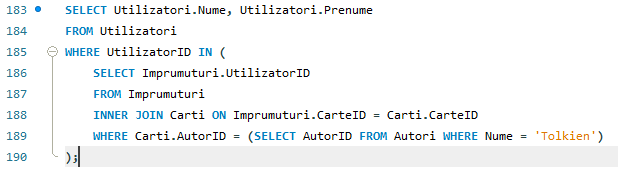 183 SELECT Utilizatori.Nume, Utilizatori.Prenume
184 FROM Utilizatori
185 WHERE UtilizatorID IN (
186 SELECT Imprumuturi.UtilizatorID
187 FROM Imprumuturi
188 INNER JOIN Carti ON Imprumuturi.CarteID = Carti.CarteID
189 WHERE Carti.AutorID = (SELECT AutorID FROM Autori WHERE Nume = 'Tolkien')
190 );